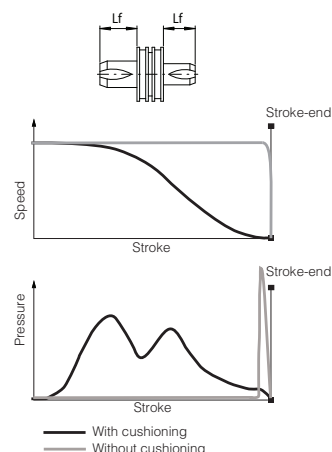 Lf Lf
Stroke-end
Speed
Stroke
Stroke-end
Pressure
Stroke
With cushioning
Without cushioning